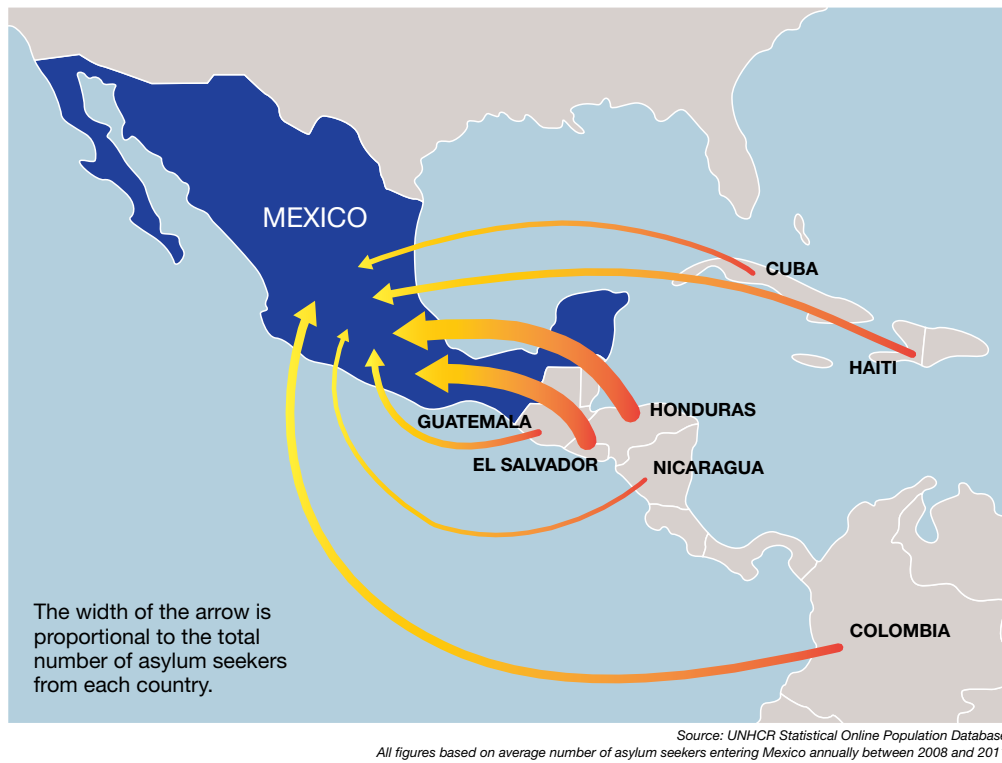 MEXICO
CUBA
HAITI
HONDURAS
GUATEMALA
EL SALVADOR
NICARAGUA
COLOMBIA
The width of the arrow is
proportional to the total
number of asylum seekers
from each country.
Source: UNHCR Statistical Online Population Database
All figures based on average number of asylum seekers entering Mexico annually between 2008 and 201